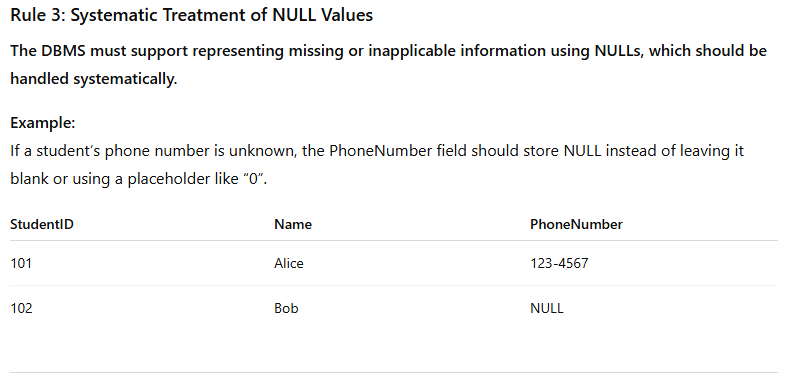 Rule 3: Systematic Treatment of NULL Values
The DBMS must support representing missing or inapplicable information using NULLs, which should be
handled systematically.
Example:
If a student’s phone number is unknown, the PhoneNumber field should store NULL instead of leaving it
blank or using a placeholder like “0”.
StudentID Name PhoneNumber
101 Alice 123-4567
102 Bob NULL